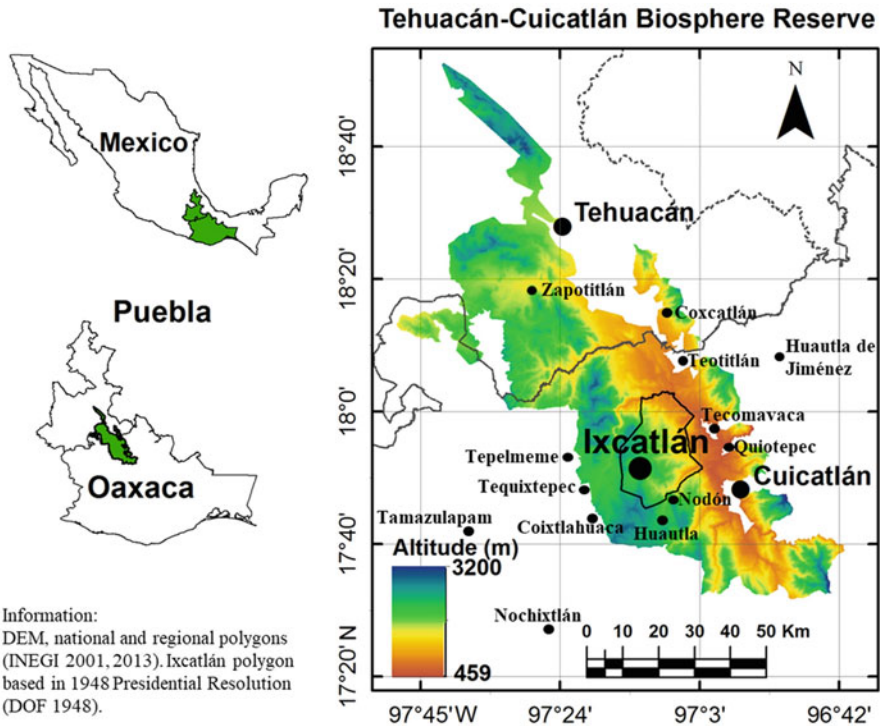 Tehuacán-Cuicatlán Biosphere Reserve
Mexico
Puebla
Oaxaca
Information:
DEM, national and regional polygons
(INEGI 2001, 2013). Ixcatlán polygon
based in 1948 Presidential Resolution
(DOF 1948).
N
18°40'
18°20'
18°0'
17°40'
17°20' N
Tehuacán
Zapotitlán
Coxcatlán
Teotitlán
Huautla de
Jiménez
Tecomavaca
Ixcatlán
Quiotepec
Tepelmeme
Cuicatlán
Tequixtepec
Nodón
Tamazulapam
Coixtlahuaca
Huautla
Altitude (m)
3200
459
Nochixtlán
0 5 10 20 30 40 50 Km
97°45'W
97°24'
97°3'
96°42'